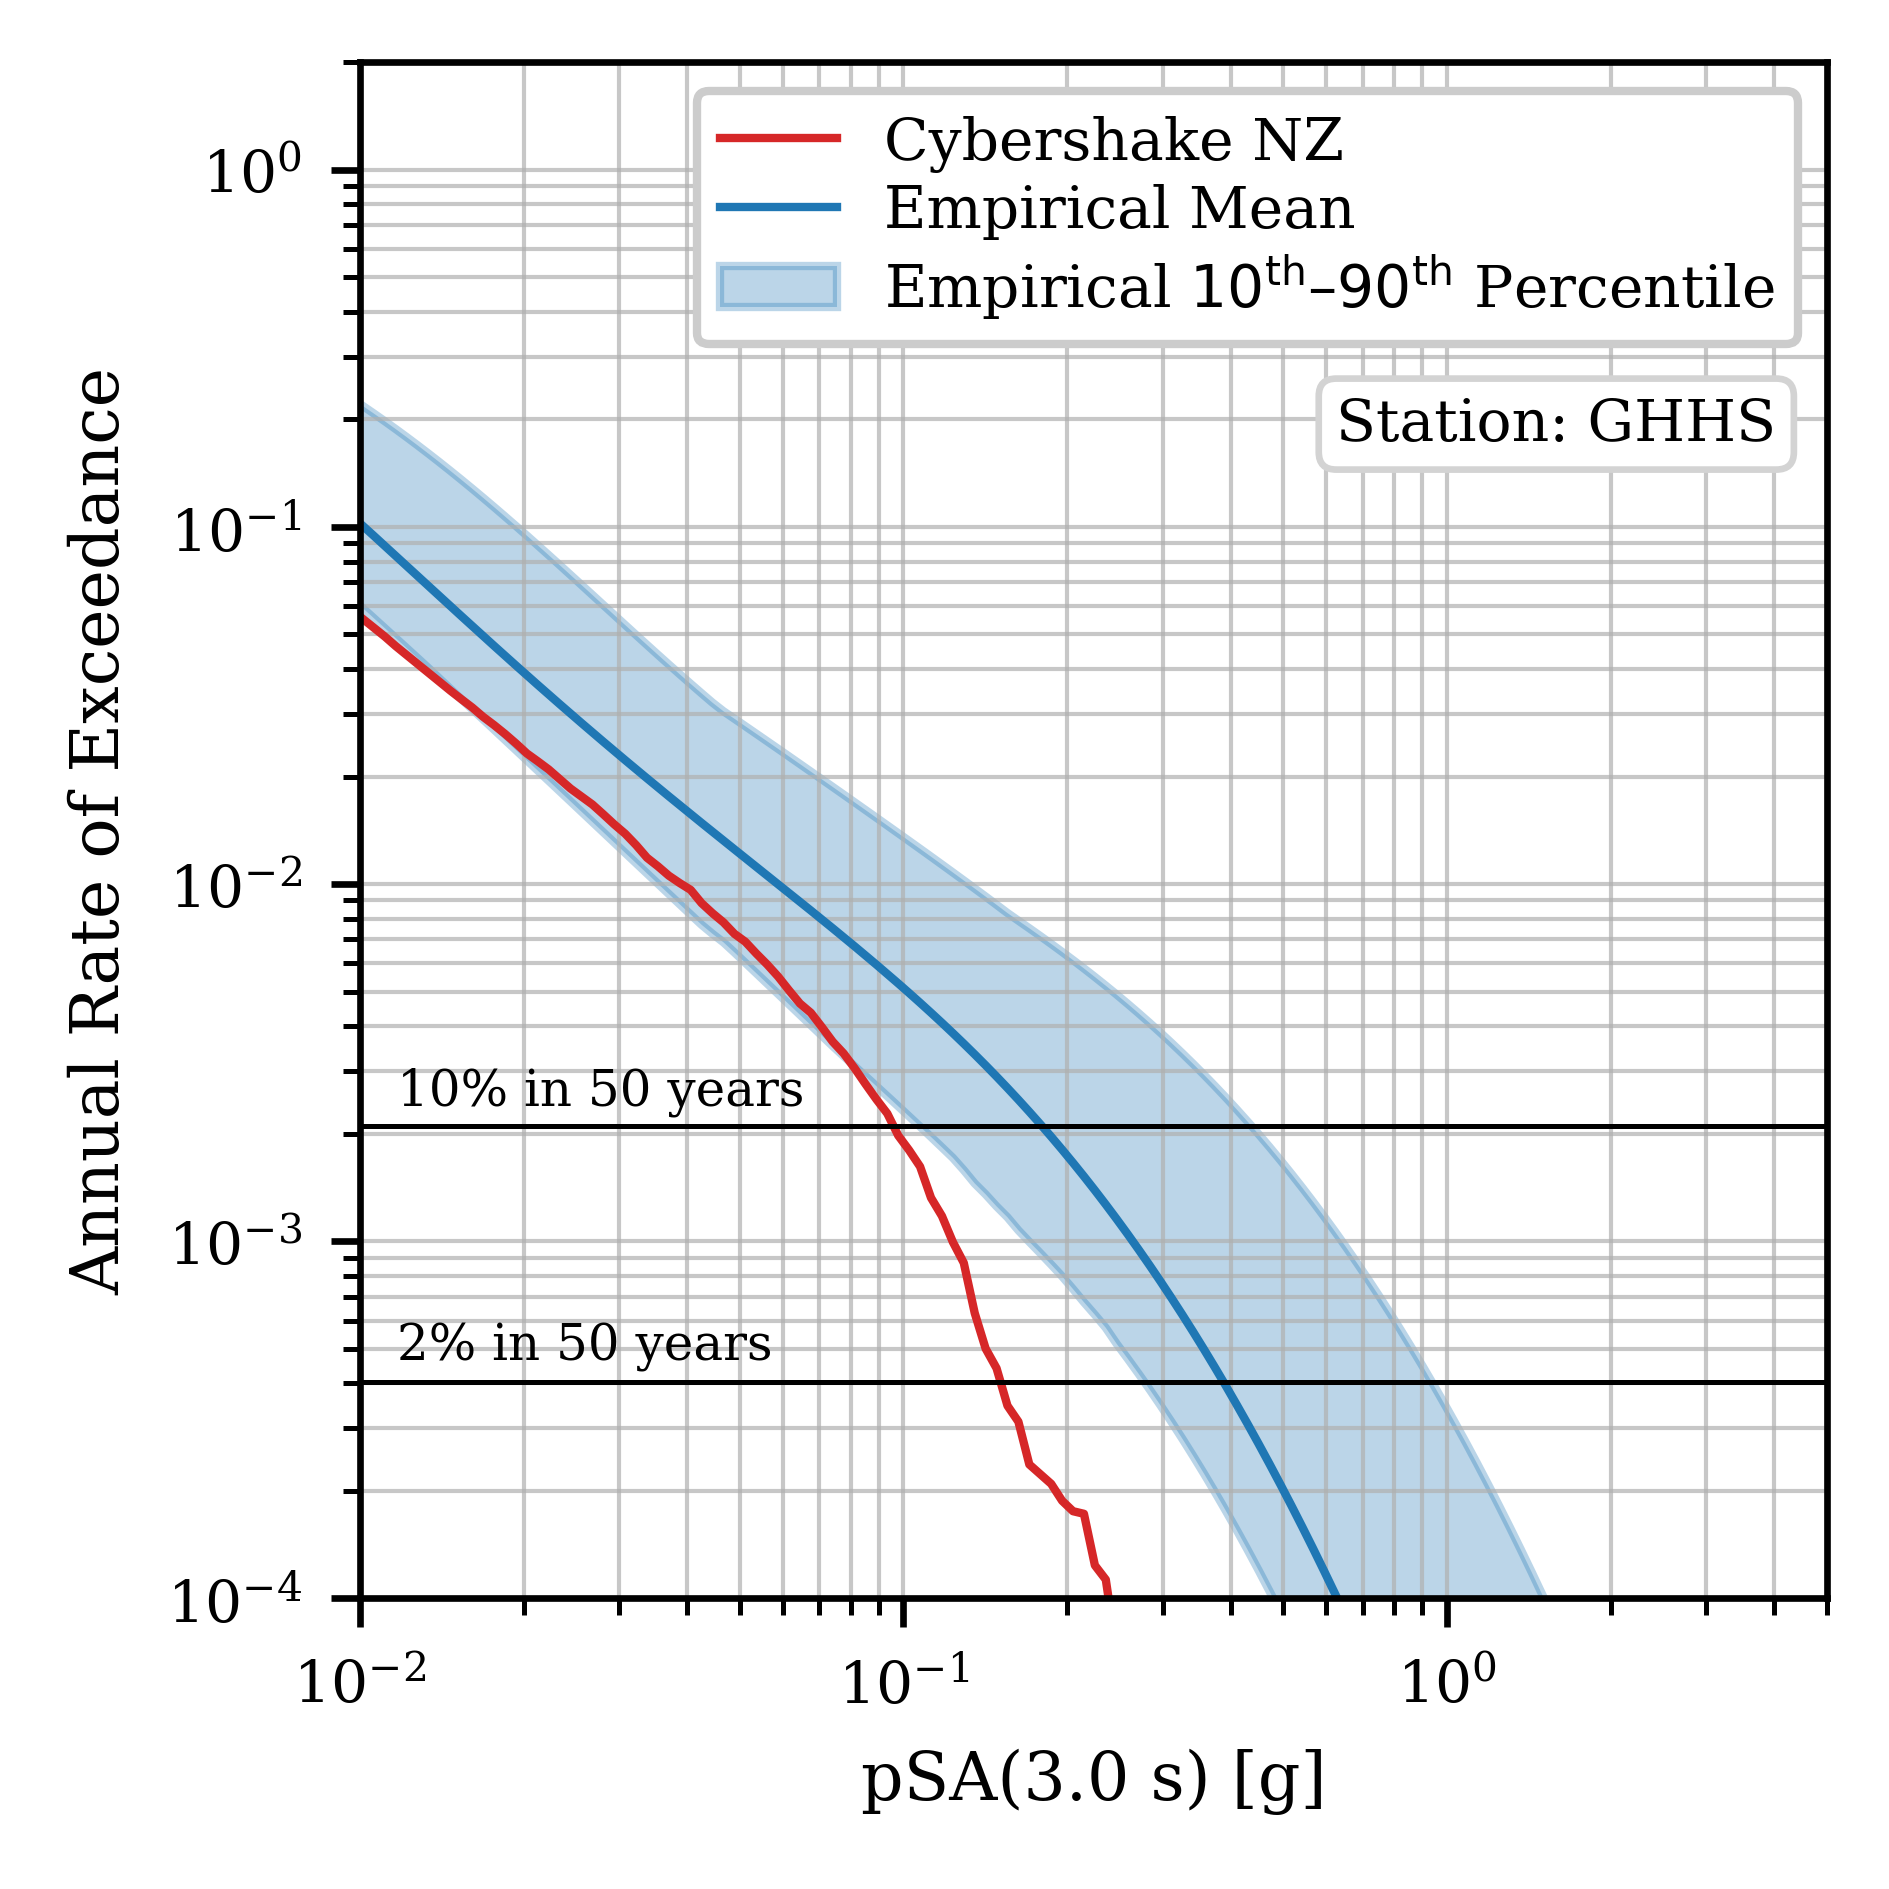 Cybershake NZ
Empirical Mean
Empirical 10th–90th Percentile
Station: GHHS
Annual Rate of Exceedance
10⁰
10⁻¹
10⁻²
10⁻³
10⁻⁴
10% in 50 years
2% in 50 years
10⁻² 10⁻¹ 10⁰
pSA(3.0 s) [g]